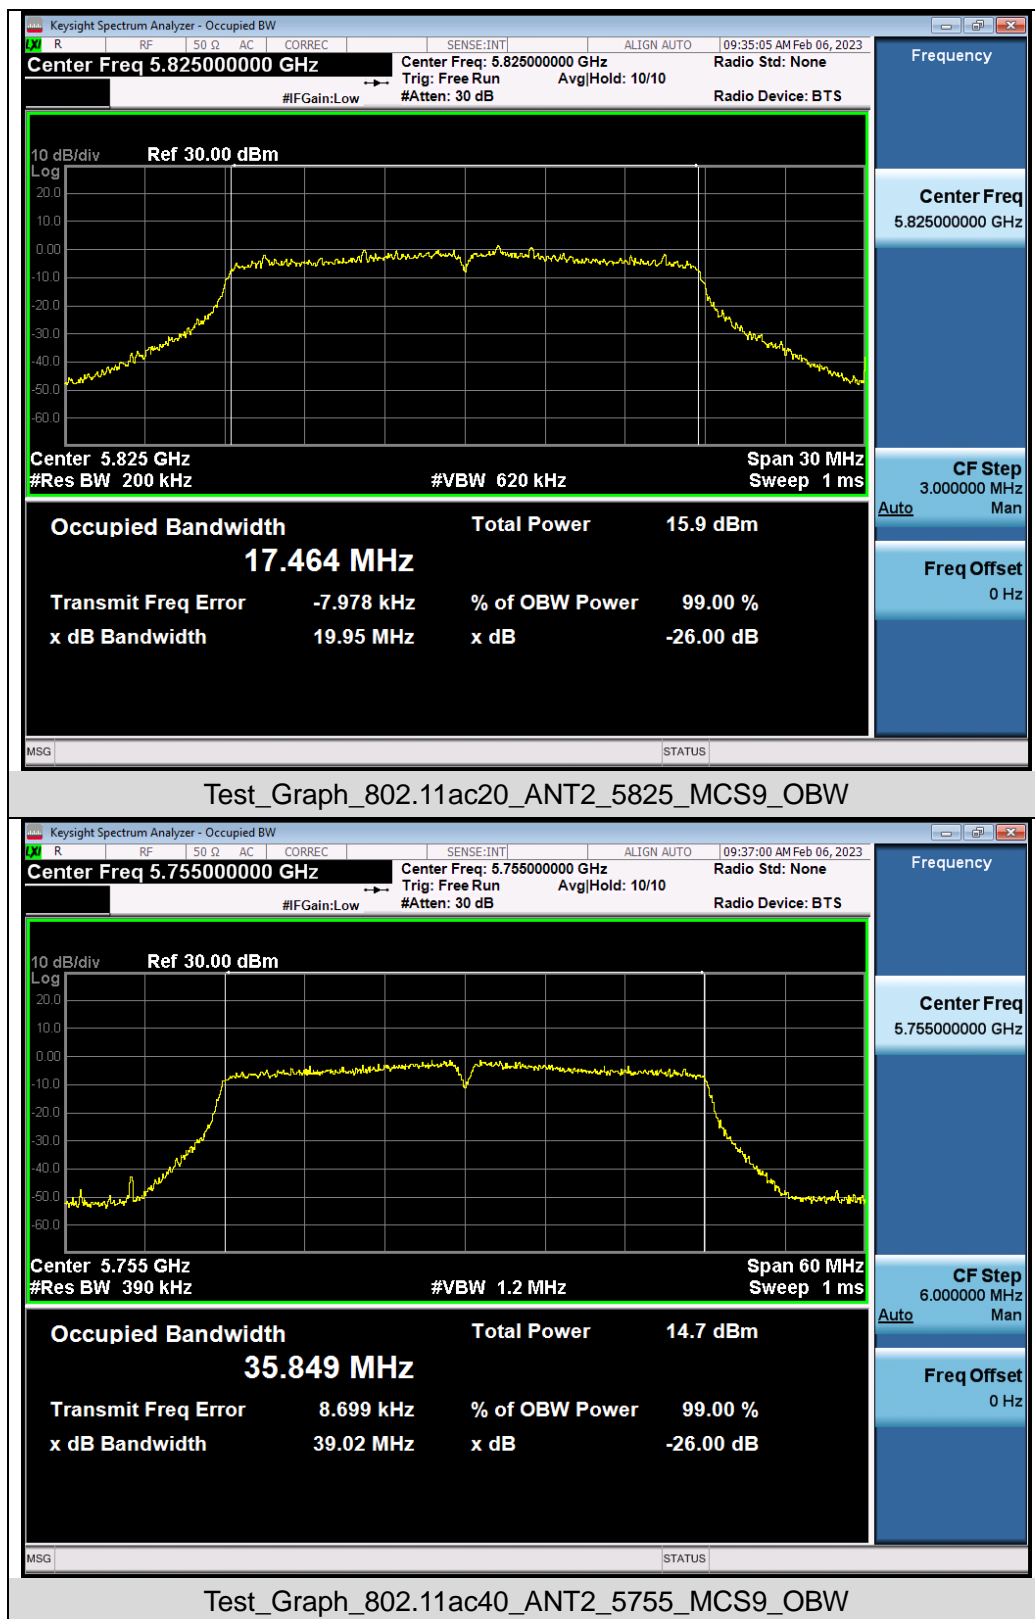 Keysight Spectrum Analyzer - Occupied BW
LXI R RF 50 Ω AC CORREC SENSE:INT ALIGN AUTO 09:35:05 AM Feb 06, 2023
Center Freq 5.825000000 GHz
Center Freq: 5.825000000 GHz Radio Std: None
Trig: Free Run Avg|Hold: 10/10
#IFGain:Low #Atten: 30 dB Radio Device: BTS
Frequency
10 dB/div Ref 30.00 dBm
Log
20.0
10.0
0.00
-10.0
-20.0
-30.0
-40.0
-50.0
-60.0
Center 5.825 GHz Span 30 MHz
#Res BW 200 kHz #VBW 620 kHz Sweep 1 ms
Center Freq
5.825000000 GHz
CF Step
3.000000 MHz
Auto Man
Freq Offset
0 Hz
Occupied Bandwidth Total Power 15.9 dBm
17.464 MHz
Transmit Freq Error -7.978 kHz % of OBW Power 99.00 %
x dB Bandwidth 19.95 MHz x dB -26.00 dB
MSG STATUS
Test_Graph_802.11ac20_ANT2_5825_MCS9_OBW
Keysight Spectrum Analyzer - Occupied BW
LXI R RF 50 Ω AC CORREC SENSE:INT ALIGN AUTO 09:37:00 AM Feb 06, 2023
Center Freq 5.755000000 GHz
Center Freq: 5.755000000 GHz Radio Std: None
Trig: Free Run Avg|Hold: 10/10
#IFGain:Low #Atten: 30 dB Radio Device: BTS
Frequency
10 dB/div Ref 30.00 dBm
Log
20.0
10.0
0.00
-10.0
-20.0
-30.0
-40.0
-50.0
-60.0
Center 5.755 GHz Span 60 MHz
#Res BW 390 kHz #VBW 1.2 MHz Sweep 1 ms
Center Freq
5.755000000 GHz
CF Step
6.000000 MHz
Auto Man
Freq Offset
0 Hz
Occupied Bandwidth Total Power 14.7 dBm
35.849 MHz
Transmit Freq Error 8.699 kHz % of OBW Power 99.00 %
x dB Bandwidth 39.02 MHz x dB -26.00 dB
MSG STATUS
Test_Graph_802.11ac40_ANT2_5755_MCS9_OBW